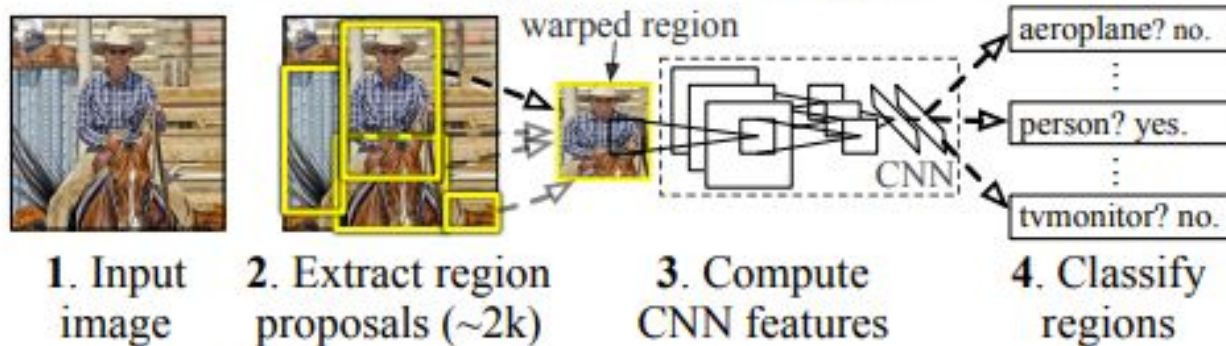 warped region
aeroplane? no.
person? yes.
CNN
tvmonitor? no.
1. Input
image
2. Extract region
proposals (~2k)
3. Compute
CNN features
4. Classify
regions